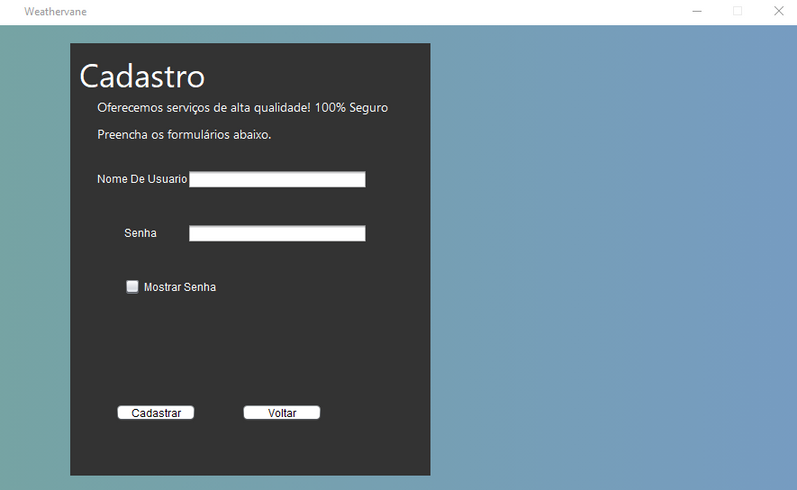 Weathervane
Cadastro
Oferecemos serviços de alta qualidade! 100% Seguro
Preencha os formulários abaixo.
Nome De Usuario
Senha
Mostrar Senha
Cadastrar Voltar